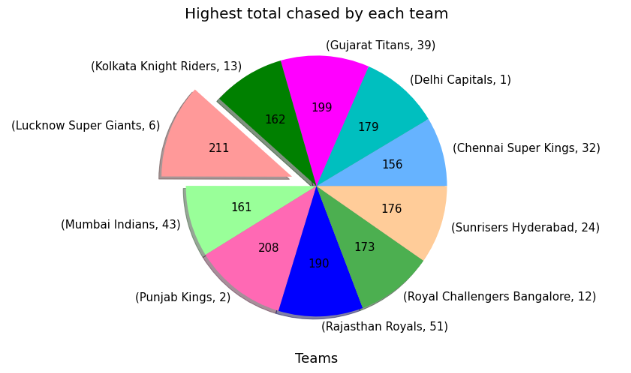 Highest total chased by each team
(Gujarat Titans, 39)
(Kolkata Knight Riders, 13)
(Delhi Capitals, 1)
199
162
179
(Lucknow Super Giants, 6)
211
(Chennai Super Kings, 32)
156
161
176
(Mumbai Indians, 43)
(Sunrisers Hyderabad, 24)
208
173
190
(Punjab Kings, 2)
(Royal Challengers Bangalore, 12)
(Rajasthan Royals, 51)
Teams